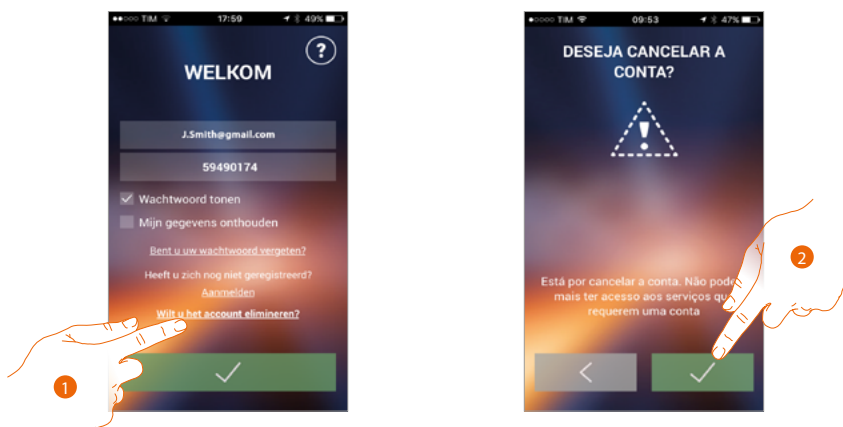 TIM 17:59 49%
?
WELKOM
J.Smith@gmail.com
59490174
Wachtwoord tonen
Mijn gegevens onthouden
Bent u uw wachtwoord vergeten?
Heeft u zich nog niet geregistreerd?
Aanmelden
Wilt u het account elimineren?
1
TIM 09:53 47%
DESEJA CANCELAR A
CONTA?
!
Está por cancelar a conta. Não
mais ter acesso aos serviços
requerem uma conta
2